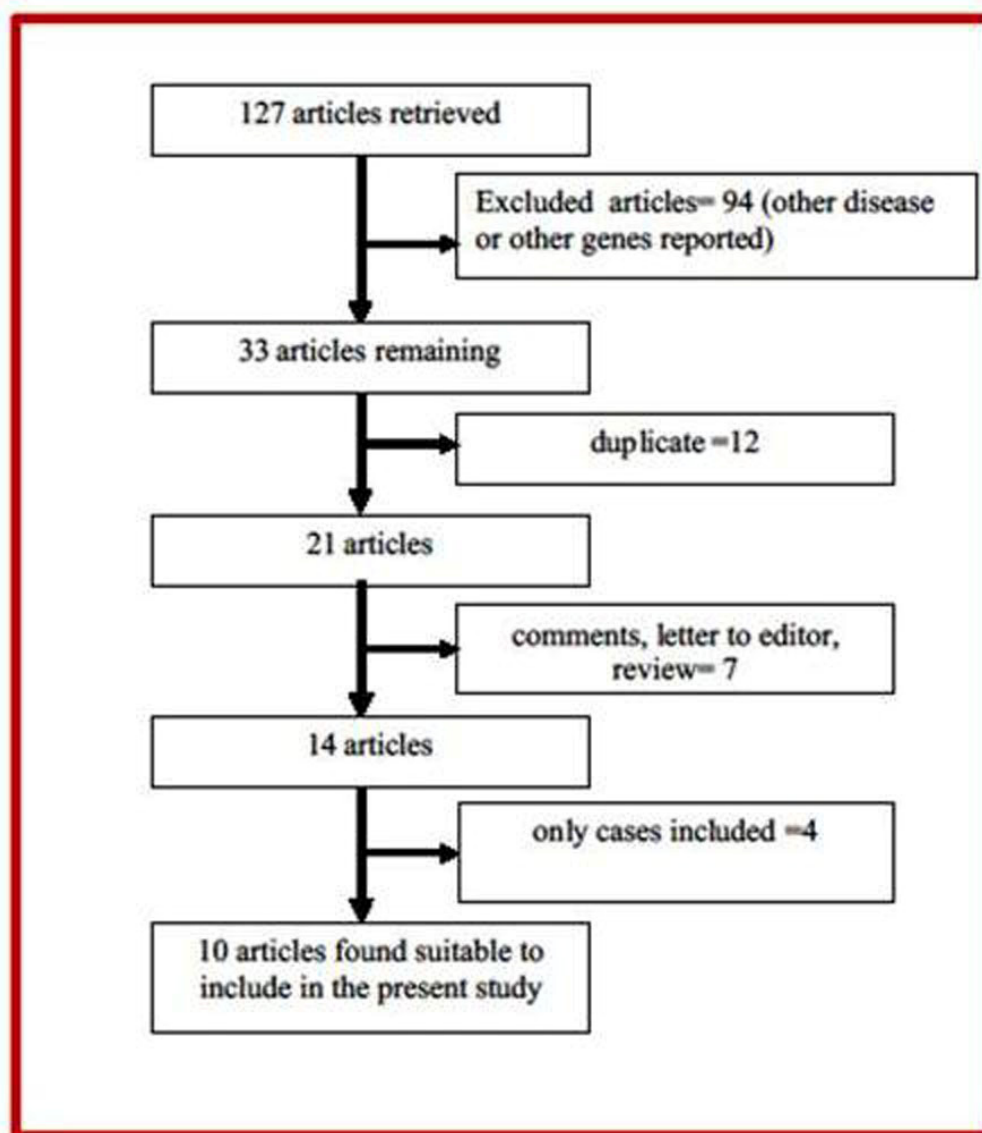 127 articles retrieved
Excluded articles= 94 (other disease
or other genes reported)
33 articles remaining
duplicate =12
21 articles
comments, letter to editor,
review= 7
14 articles
only cases included =4
10 articles found suitable to
include in the present study